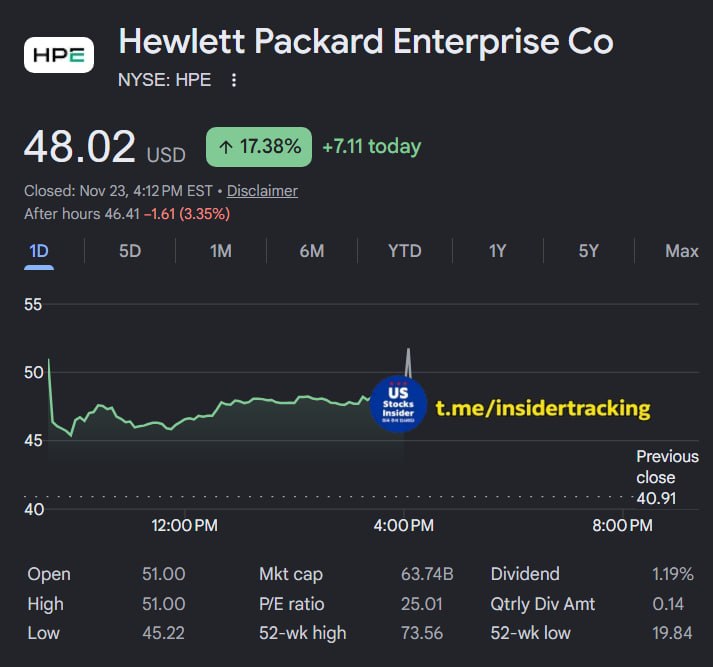 HPE
Hewlett Packard Enterprise Co
NYSE: HPE
48.02 USD ↑ 17.38% +7.11 today
Closed: Nov 23, 4:12 PM EST • Disclaimer
After hours 46.41 −1.61 (3.35%)
1D 5D 1M 6M YTD 1Y 5Y Max
55
50
45
40
US
Stocks
Insider
t.me/insidertracking
Previous
close
40.91
12:00 PM 4:00 PM 8:00 PM
Open 51.00 Mkt cap 63.74B Dividend 1.19%
High 51.00 P/E ratio 25.01 Qtrly Div Amt 0.14
Low 45.22 52-wk high 73.56 52-wk low 19.84